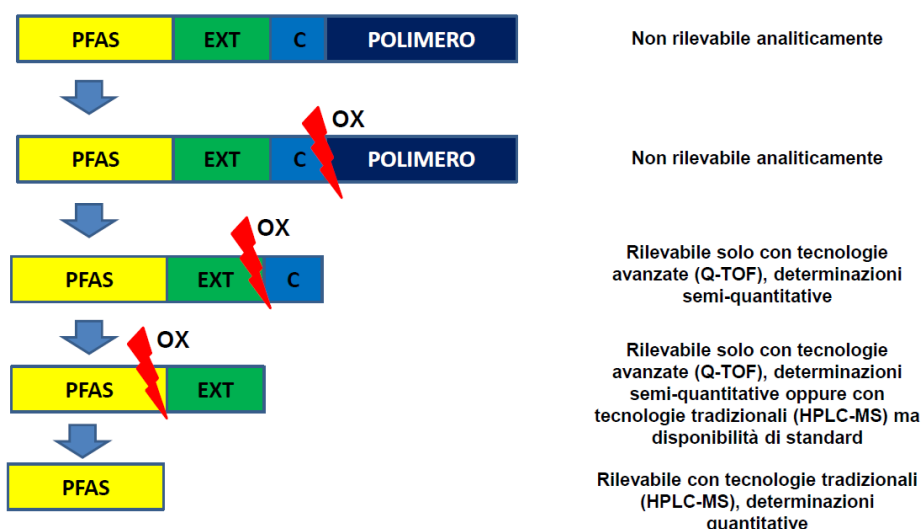 PFAS EXT C POLIMERO
Non rilevabile analiticamente
OX
PFAS EXT C POLIMERO
Non rilevabile analiticamente
OX
PFAS EXT C
Rilevabile solo con tecnologie
avanzate (Q-TOF), determinazioni
semi-quantitative
OX
PFAS EXT
Rilevabile solo con tecnologie
avanzate (Q-TOF), determinazioni
semi-quantitative oppure con
tecnologie tradizionali (HPLC-MS) ma
disponibilità di standard
PFAS
Rilevabile con tecnologie tradizionali
(HPLC-MS), determinazioni
quantitative